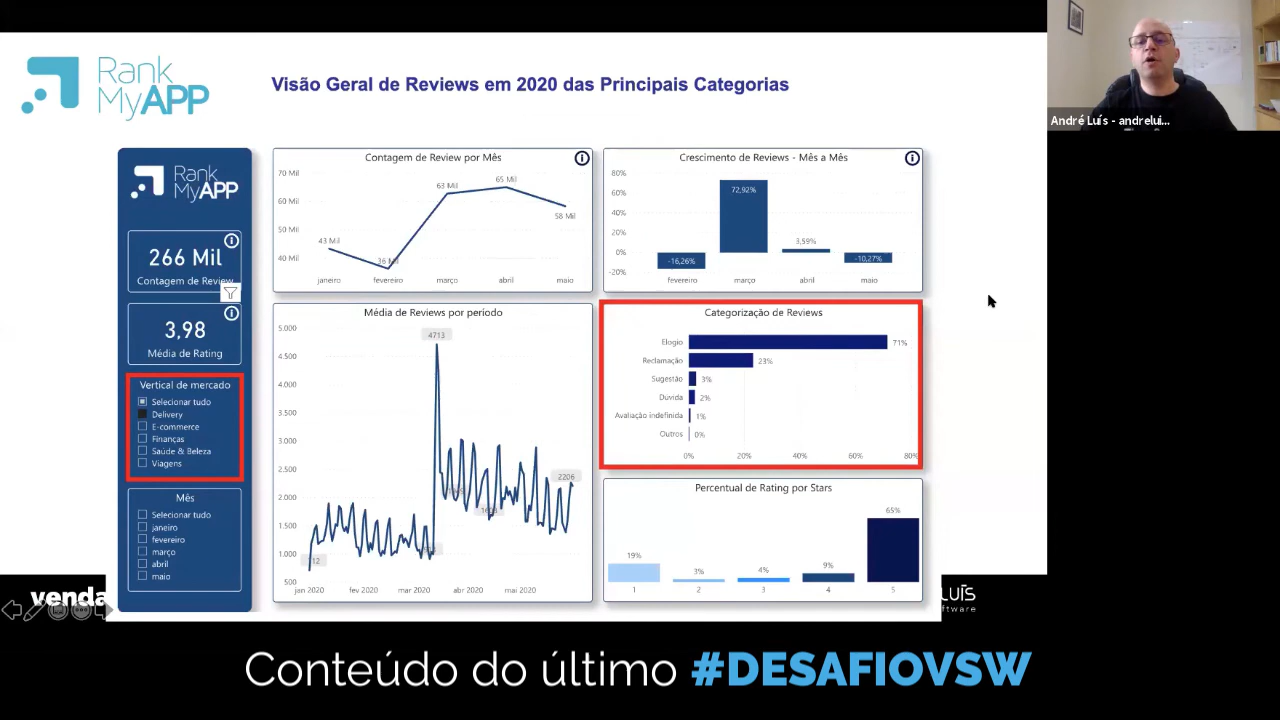 Rank
MyAPP
Visão Geral de Reviews em 2020 das Principais Categorias
André Luís - andrelui...
Rank
MyAPP
266 Mil
Contagem de Review
3,98
Média de Rating
Vertical de mercado
Selecionar tudo
Delivery
E-commerce
Finanças
Saúde & Beleza
Viagens
Mês
Selecionar tudo
janeiro
fevereiro
março
abril
maio
Contagem de Review por Mês
70 Mil
60 Mil
50 Mil
40 Mil
43 Mil
36 Mil
63 Mil
65 Mil
58 Mil
janeiro
fevereiro
março
abril
maio
Crescimento de Reviews - Mês a Mês
80%
60%
40%
20%
0%
-20%
-16,26%
72,92%
3,59%
-10,27%
fevereiro
março
abril
maio
Média de Reviews por período
5.000
4.500
4.000
3.500
3.000
2.500
2.000
1.500
1.000
500
4713
2206
jan 2020
fev 2020
mar 2020
abr 2020
mai 2020
Categorização de Reviews
Elogio 71%
Reclamação 23%
Sugestão 3%
Dúvida 2%
Avaliação indefinida 1%
Outros 0%
0% 20% 40% 60% 80%
Percentual de Rating por Stars
19%
3%
4%
9%
65%
1 2 3 4 5
venda
LUÍS
ftware
Conteúdo do último #DESAFIOVSW